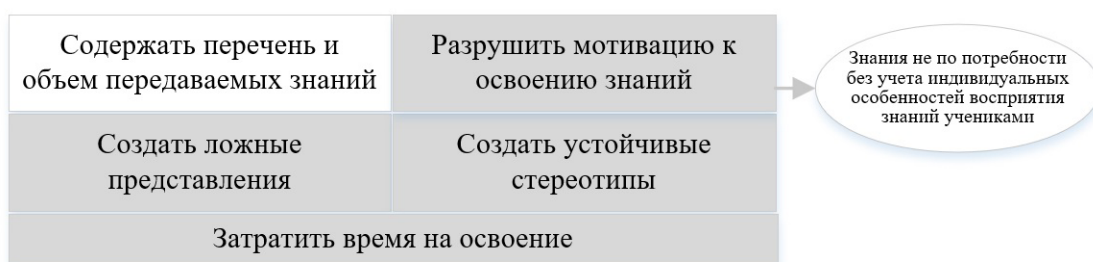 Содержать перечень и
объем передаваемых знаний
Разрушить мотивацию к
освоению знаний
Знания не по потребности
без учета индивидуальных
особенностей восприятия
знаний учениками
Создать ложные
представления
Создать устойчивые
стереотипы
Затратить время на освоение